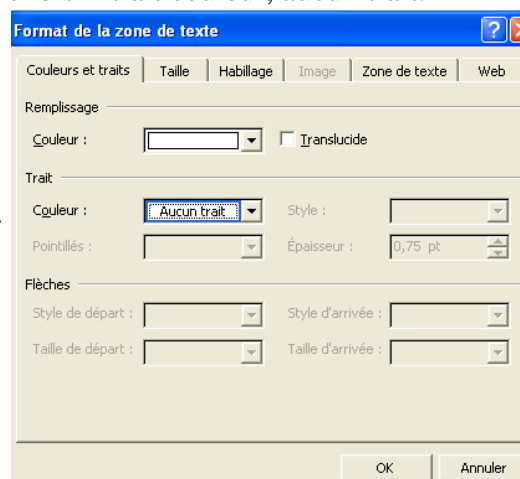 Format de la zone de texte
Couleurs et traits Taille Habillage Image Zone de texte Web
Remplissage
Couleur : Translucide
Trait
Couleur : Aucun trait Style :
Pointillés : Épaisseur : 0,75 pt
Flèches
Style de départ : Style d'arrivée :
Taille de départ : Taille d'arrivée :
OK Annuler